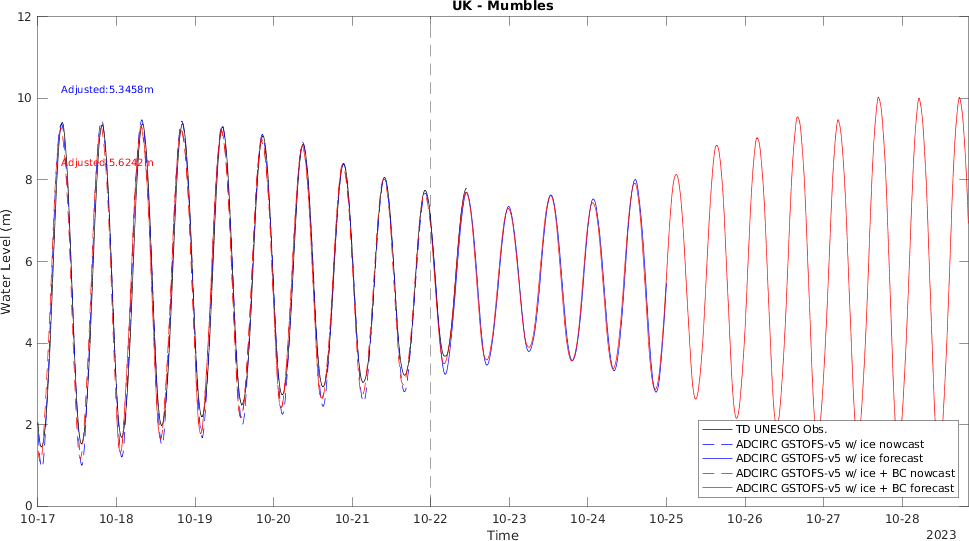 UK - Mumbles
12
10
8
6
4
2
0
Water Level (m)
Adjusted:5.3458m
Adjusted:5.6242m
10-17 10-18 10-19 10-20 10-21 10-22 10-23 10-24 10-25 10-26 10-27 10-28
Time
2023
TD UNESCO Obs.
ADCIRC GSTOFS-v5 w/ ice nowcast
ADCIRC GSTOFS-v5 w/ ice forecast
ADCIRC GSTOFS-v5 w/ ice + BC nowcast
ADCIRC GSTOFS-v5 w/ ice + BC forecast